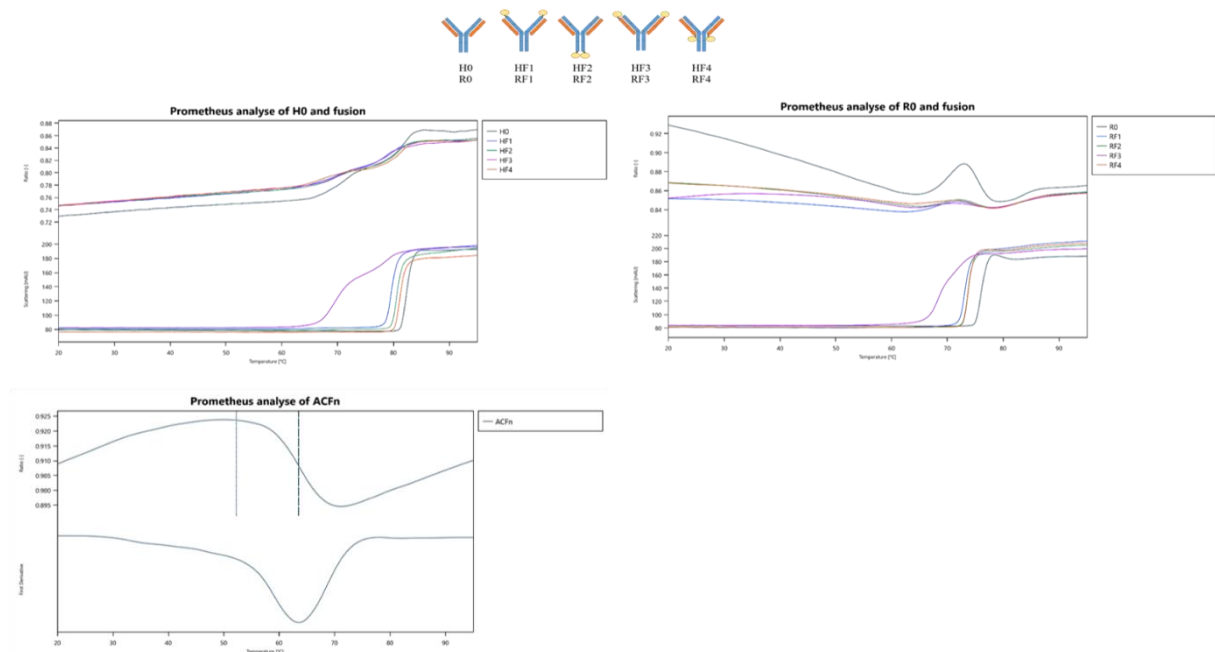 H0 HF1 HF2 HF3 HF4
R0 RF1 RF2 RF3 RF4
Prometheus analyse of H0 and fusion
0.88
0.86
0.84
0.82
0.80
0.78
0.76
0.74
0.72
Ratio [-]
200
180
160
140
120
100
80
Scattering [mAU]
20 30 40 50 60 70 80 90
Temperature [°C]
H0
HF1
HF2
HF3
HF4
Prometheus analyse of R0 and fusion
0.92
0.90
0.88
0.86
0.84
Ratio [-]
220
200
180
160
140
120
100
80
Scattering [mAU]
20 30 40 50 60 70 80 90
Temperature [°C]
R0
RF1
RF2
RF3
RF4
Prometheus analyse of ACFn
0.925
0.920
0.915
0.910
0.905
0.900
0.895
Ratio [-]
First Derivative
20 30 40 50 60 70 80 90
Temperature [°C]
ACFn